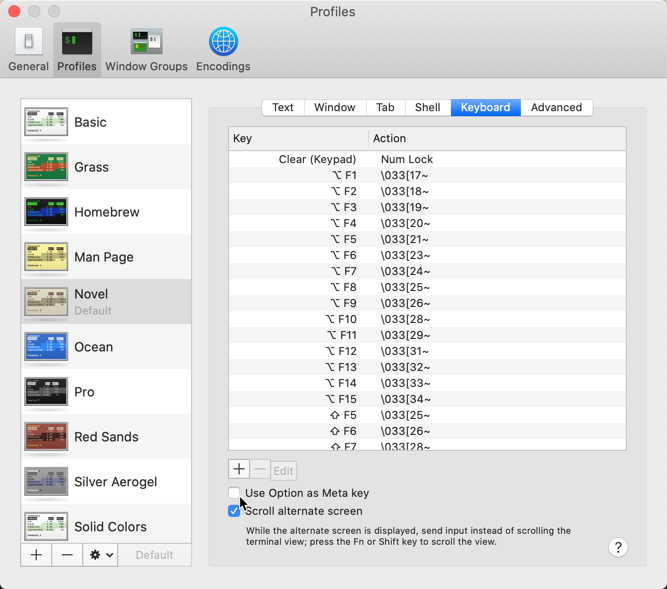 Profiles
General Profiles Window Groups Encodings
Text Window Tab Shell Keyboard Advanced
Basic
Grass
Homebrew
Man Page
Novel
Default
Ocean
Pro
Red Sands
Silver Aerogel
Solid Colors
Default
Key Action
Clear (Keypad) Num Lock
⌥ F1 \033[17~
⌥ F2 \033[18~
⌥ F3 \033[19~
⌥ F4 \033[20~
⌥ F5 \033[21~
⌥ F6 \033[23~
⌥ F7 \033[24~
⌥ F8 \033[25~
⌥ F9 \033[26~
⌥ F10 \033[28~
⌥ F11 \033[29~
⌥ F12 \033[31~
⌥ F13 \033[32~
⌥ F14 \033[33~
⌥ F15 \033[34~
⇧ F5 \033[25~
⇧ F6 \033[26~
⇧ F7 \033[28~
+ − Edit
Use Option as Meta key
Scroll alternate screen
While the alternate screen is displayed, send input instead of scrolling the
terminal view; press the Fn or Shift key to scroll the view.
?